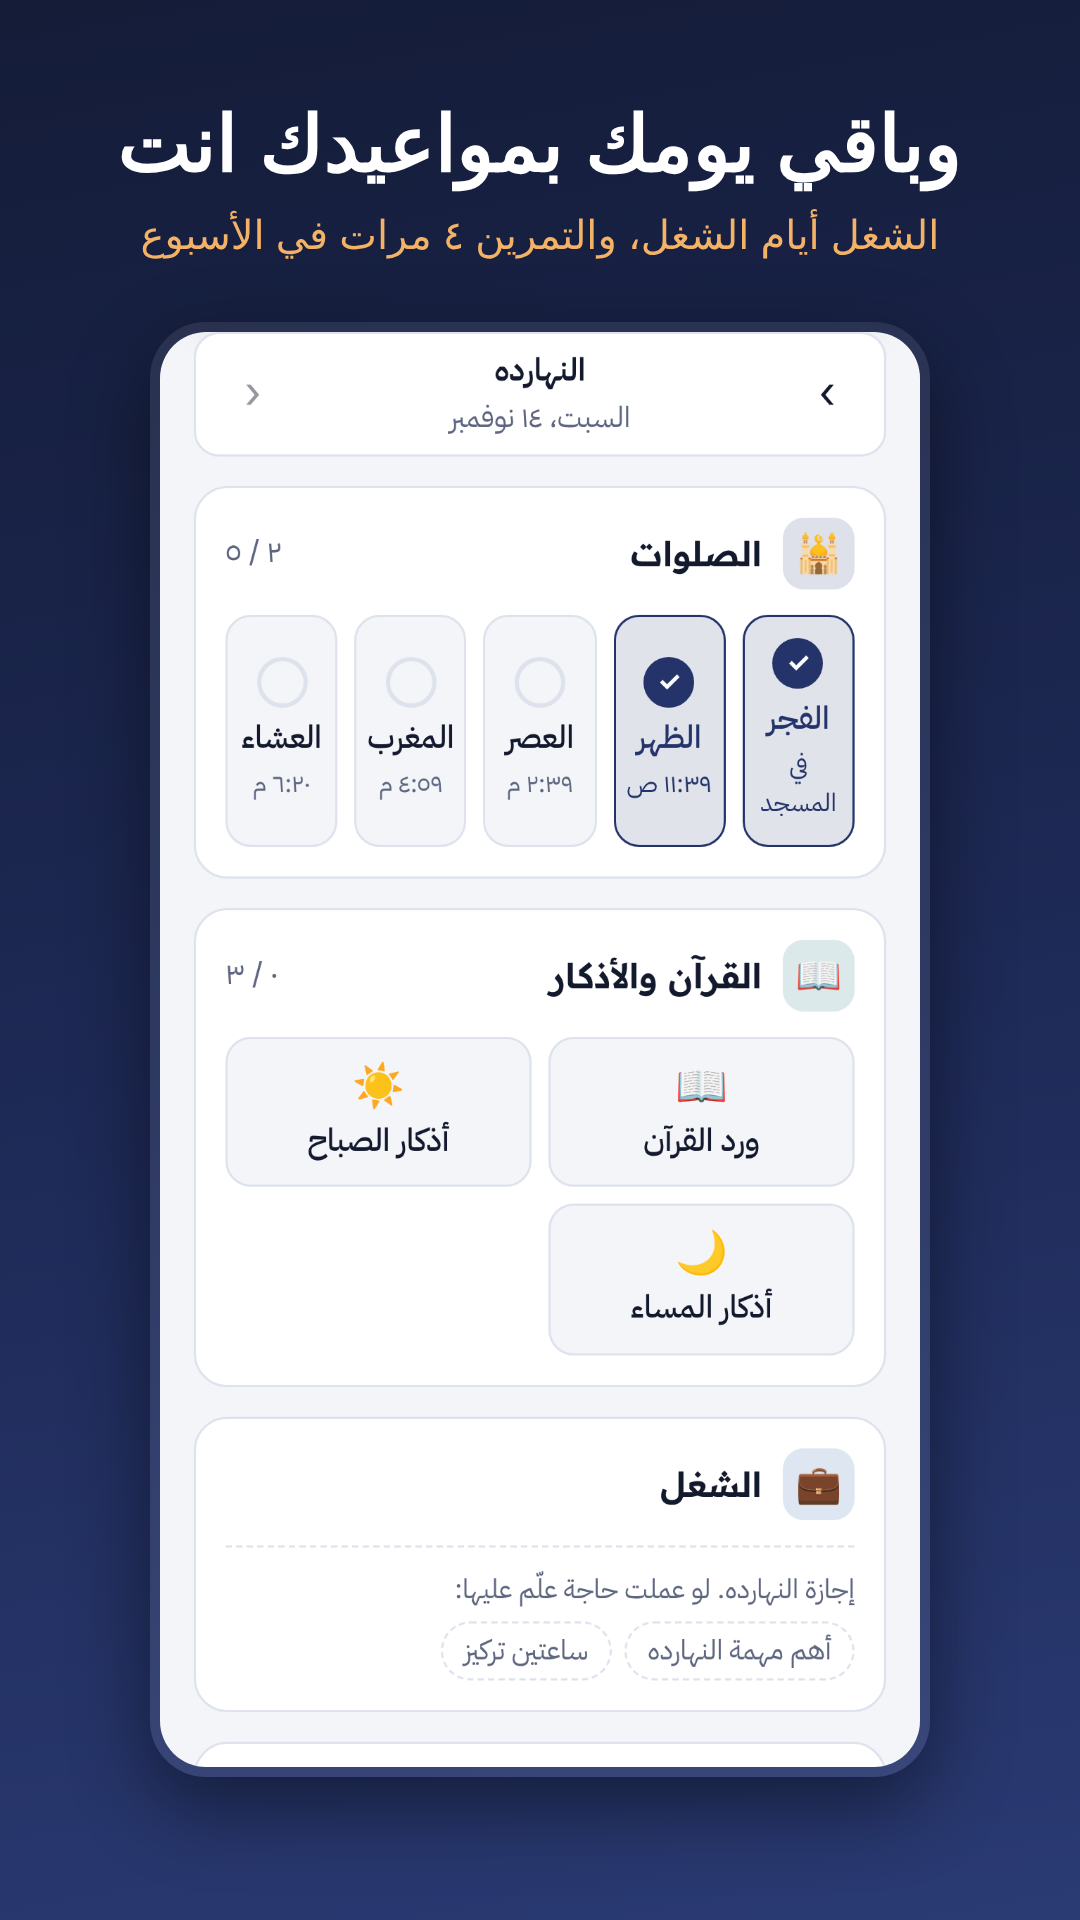 وباقي يومك بمواعيدك انت
الشغل أيام الشغل، والتمرين ٤ مرات في الأسبوع
النهارده
السبت، ١٤ نوفمبر
الصلوات
٢ / ٥
الفجر
في
المسجد
الظهر
١١:٣٩ ص
العصر
٢:٣٩ م
المغرب
٤:٥٩ م
العشاء
٦:٢٠ م
القرآن والأذكار
٠ / ٣
ورد القرآن
أذكار الصباح
أذكار المساء
الشغل
إجازة النهارده. لو عملت حاجة علّم عليها:
أهم مهمة النهارده
ساعتين تركيز